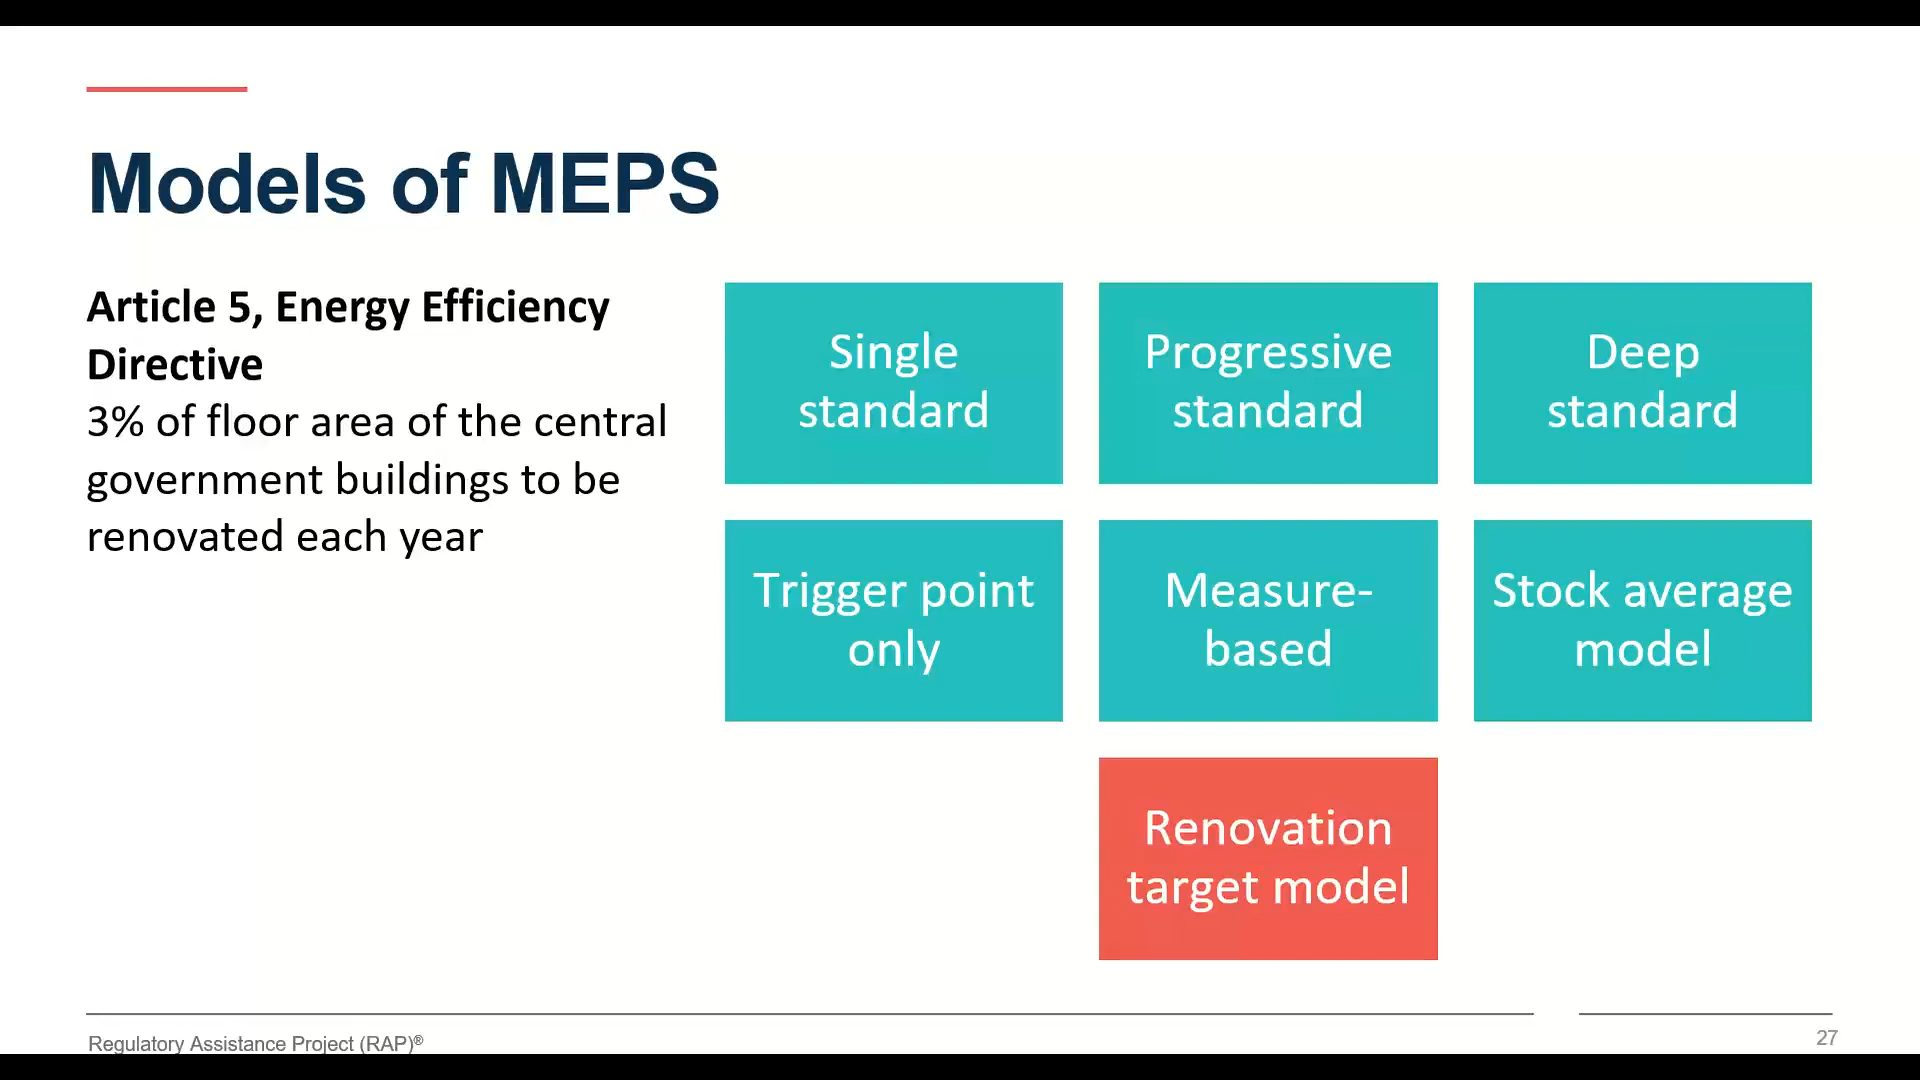 Models of MEPS
Article 5, Energy Efficiency
Directive
3% of floor area of the central
government buildings to be
renovated each year
Single
standard
Progressive
standard
Deep
standard
Trigger point
only
Measure-
based
Stock average
model
Renovation
target model
Regulatory Assistance Project (RAP)®
27